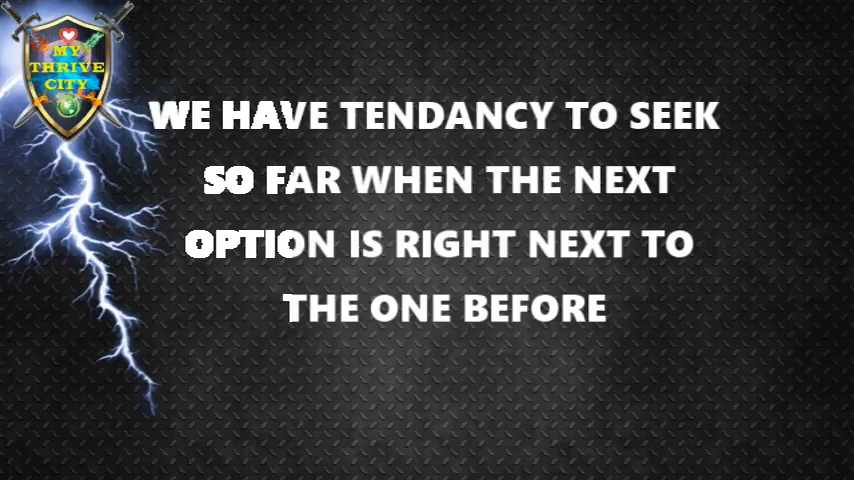 MY
THRIVE
CITY
WE HAVE TENDANCY TO SEEK
SO FAR WHEN THE NEXT
OPTION IS RIGHT NEXT TO
THE ONE BEFORE